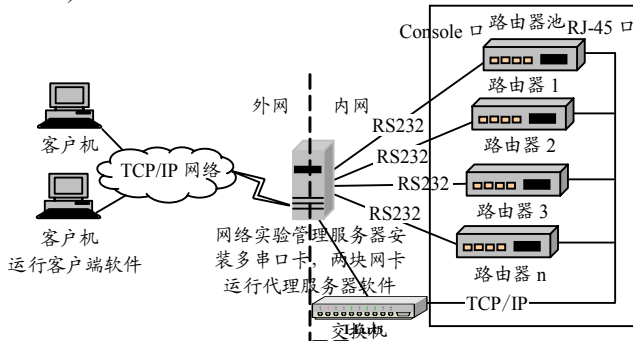 Console 口 路由器池 RJ-45 口
路由器 1
外网 内网
RS232
客户机
RS232
路由器 2
TCP/IP 网络
RS232
路由器 3
RS232
客户机
运行客户端软件
网络实验管理服务器安
装多串口卡，两块网卡
运行代理服务器软件
路由器 n
TCP/IP
交换机